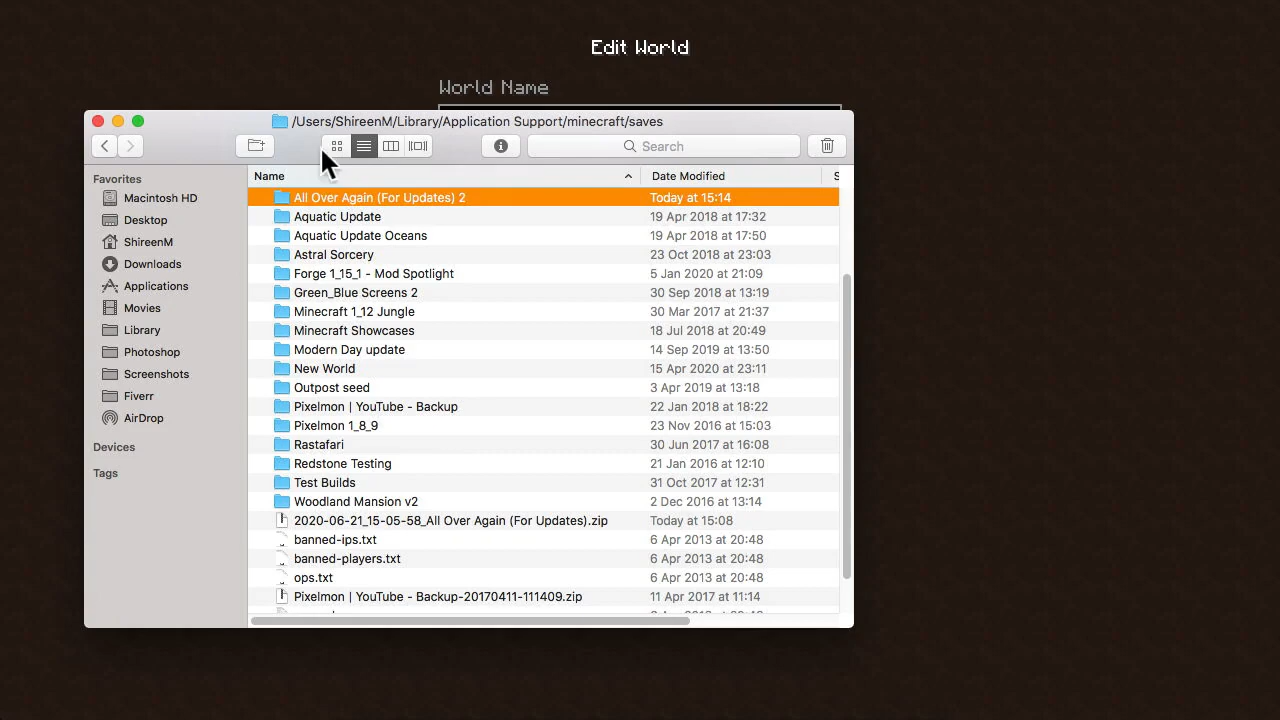 Edit World
World Name
/Users/ShireenM/Library/Application Support/minecraft/saves
Search
Favorites
Macintosh HD
Desktop
ShireenM
Downloads
Applications
Movies
Library
Photoshop
Screenshots
Fiverr
AirDrop
Devices
Tags
Name Date Modified S
All Over Again (For Updates) 2 Today at 15:14
Aquatic Update 19 Apr 2018 at 17:32
Aquatic Update Oceans 19 Apr 2018 at 17:50
Astral Sorcery 23 Oct 2018 at 23:03
Forge 1_15_1 - Mod Spotlight 5 Jan 2020 at 21:09
Green_Blue Screens 2 30 Sep 2018 at 13:19
Minecraft 1_12 Jungle 30 Mar 2017 at 21:37
Minecraft Showcases 18 Jul 2018 at 20:49
Modern Day update 14 Sep 2019 at 13:50
New World 15 Apr 2020 at 23:11
Outpost seed 3 Apr 2019 at 13:18
Pixelmon | YouTube - Backup 22 Jan 2018 at 18:22
Pixelmon 1_8_9 23 Nov 2016 at 15:03
Rastafari 30 Jun 2017 at 16:08
Redstone Testing 21 Jan 2016 at 12:10
Test Builds 31 Oct 2017 at 12:31
Woodland Mansion v2 2 Dec 2016 at 13:14
2020-06-21_15-05-58_All Over Again (For Updates).zip Today at 15:08
banned-ips.txt 6 Apr 2013 at 20:48
banned-players.txt 6 Apr 2013 at 20:48
ops.txt 6 Apr 2013 at 20:48
Pixelmon | YouTube - Backup-20170411-111409.zip 11 Apr 2017 at 11:14